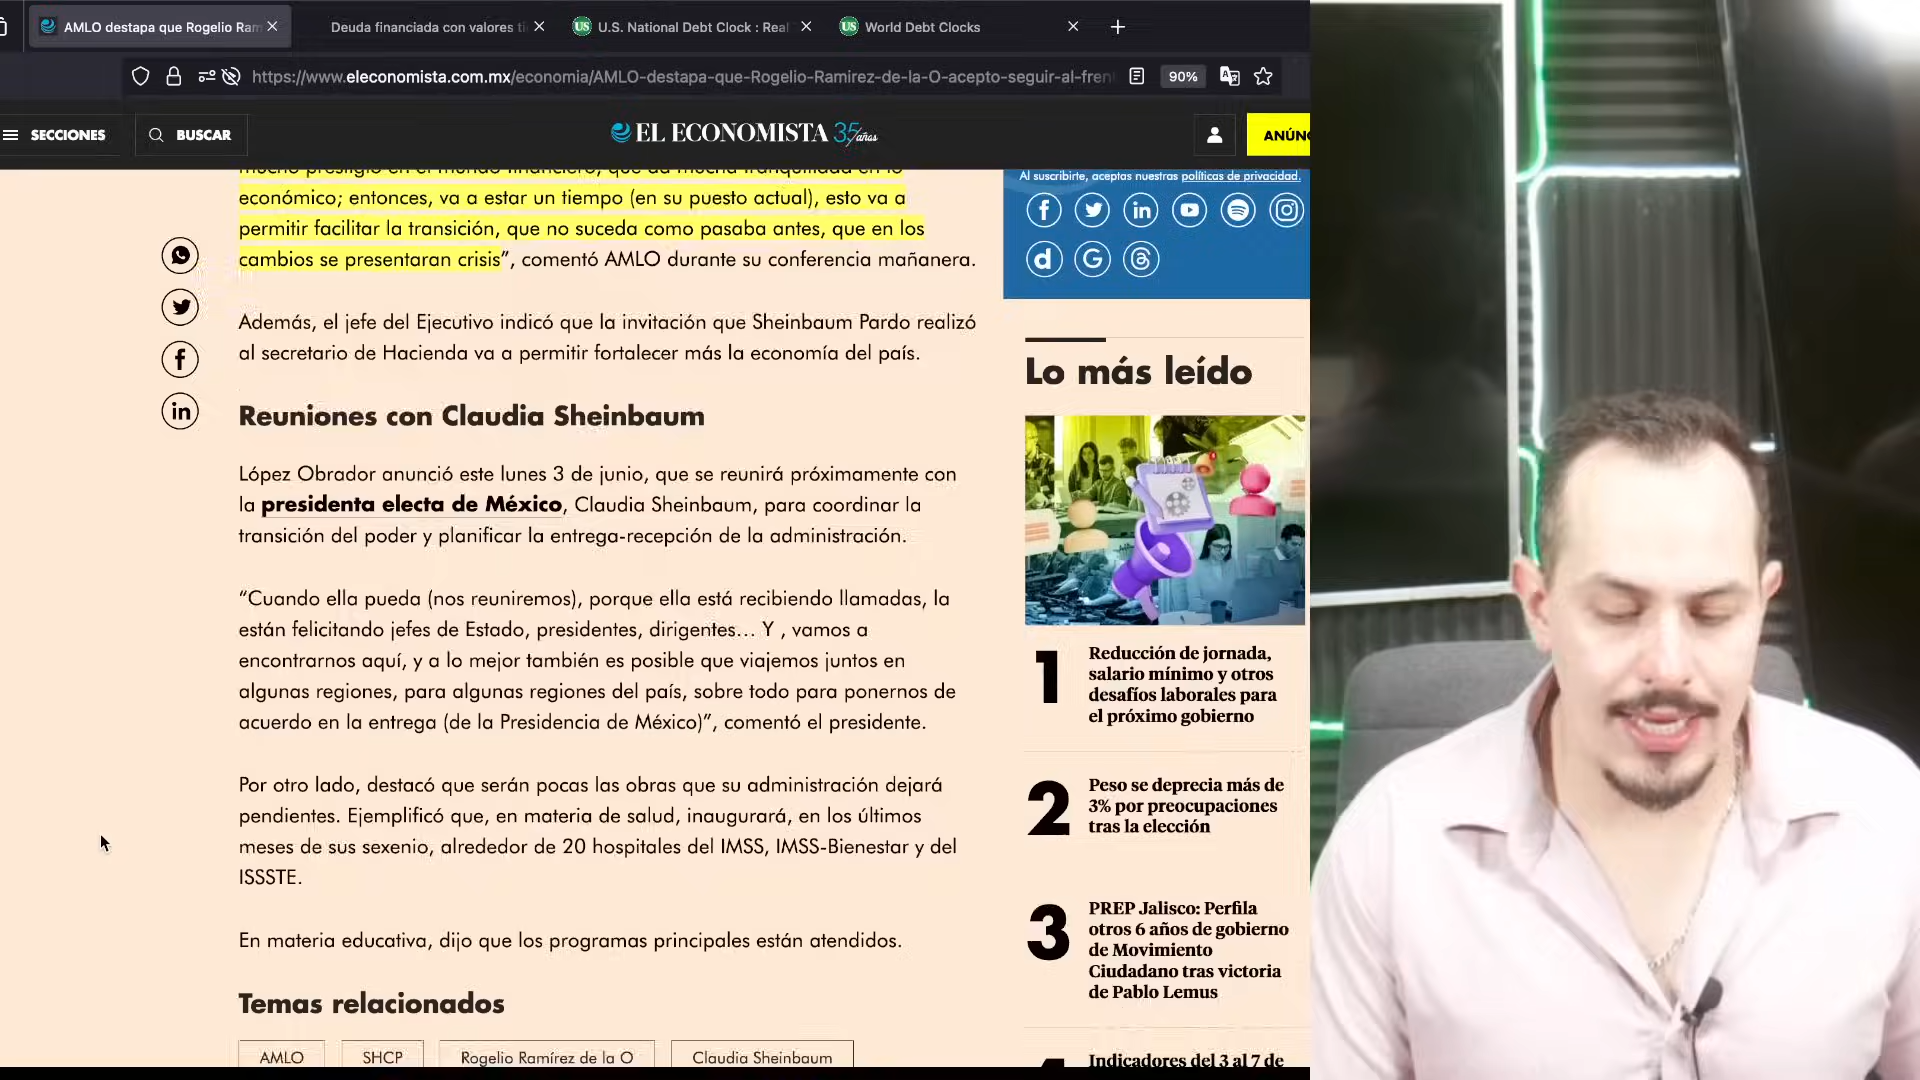 AMLO destapa que Rogelio Ram
Deuda financiada con valores ti
U.S. National Debt Clock : Real
World Debt Clocks
https://www.eleconomista.com.mx/economia/AMLO-destapa-que-Rogelio-Ramirez-de-la-O-acepto-seguir-al-fren
90%
SECCIONES
BUSCAR
EL ECONOMISTA 35 años
ANÚN
mucho prestigio en el mundo financiero, que da mucha tranquilidad en lo
económico; entonces, va a estar un tiempo (en su puesto actual), esto va a
permitir facilitar la transición, que no suceda como pasaba antes, que en los
cambios se presentaran crisis”, comentó AMLO durante su conferencia mañanera.
Además, el jefe del Ejecutivo indicó que la invitación que Sheinbaum Pardo realizó
al secretario de Hacienda va a permitir fortalecer más la economía del país.
Reuniones con Claudia Sheinbaum
López Obrador anunció este lunes 3 de junio, que se reunirá próximamente con
la presidenta electa de México, Claudia Sheinbaum, para coordinar la
transición del poder y planificar la entrega-recepción de la administración.
“Cuando ella pueda (nos reuniremos), porque ella está recibiendo llamadas, la
están felicitando jefes de Estado, presidentes, dirigentes... Y , vamos a
encontrarnos aquí, y a lo mejor también es posible que viajemos juntos en
algunas regiones, para algunas regiones del país, sobre todo para ponernos de
acuerdo en la entrega (de la Presidencia de México)”, comentó el presidente.
Por otro lado, destacó que serán pocas las obras que su administración dejará
pendientes. Ejemplificó que, en materia de salud, inaugurará, en los últimos
meses de sus sexenio, alrededor de 20 hospitales del IMSS, IMSS-Bienestar y del
ISSSTE.
En materia educativa, dijo que los programas principales están atendidos.
Temas relacionados
AMLO
SHCP
Rogelio Ramírez de la O
Claudia Sheinbaum
Al suscribirte, aceptas nuestras políticas de privacidad.
Lo más leído
1
Reducción de jornada,
salario mínimo y otros
desafíos laborales para
el próximo gobierno
2
Peso se deprecia más de
3% por preocupaciones
tras la elección
3
PREP Jalisco: Perfila
otros 6 años de gobierno
de Movimiento
Ciudadano tras victoria
de Pablo Lemus
Indicadores del 3 al 7 de